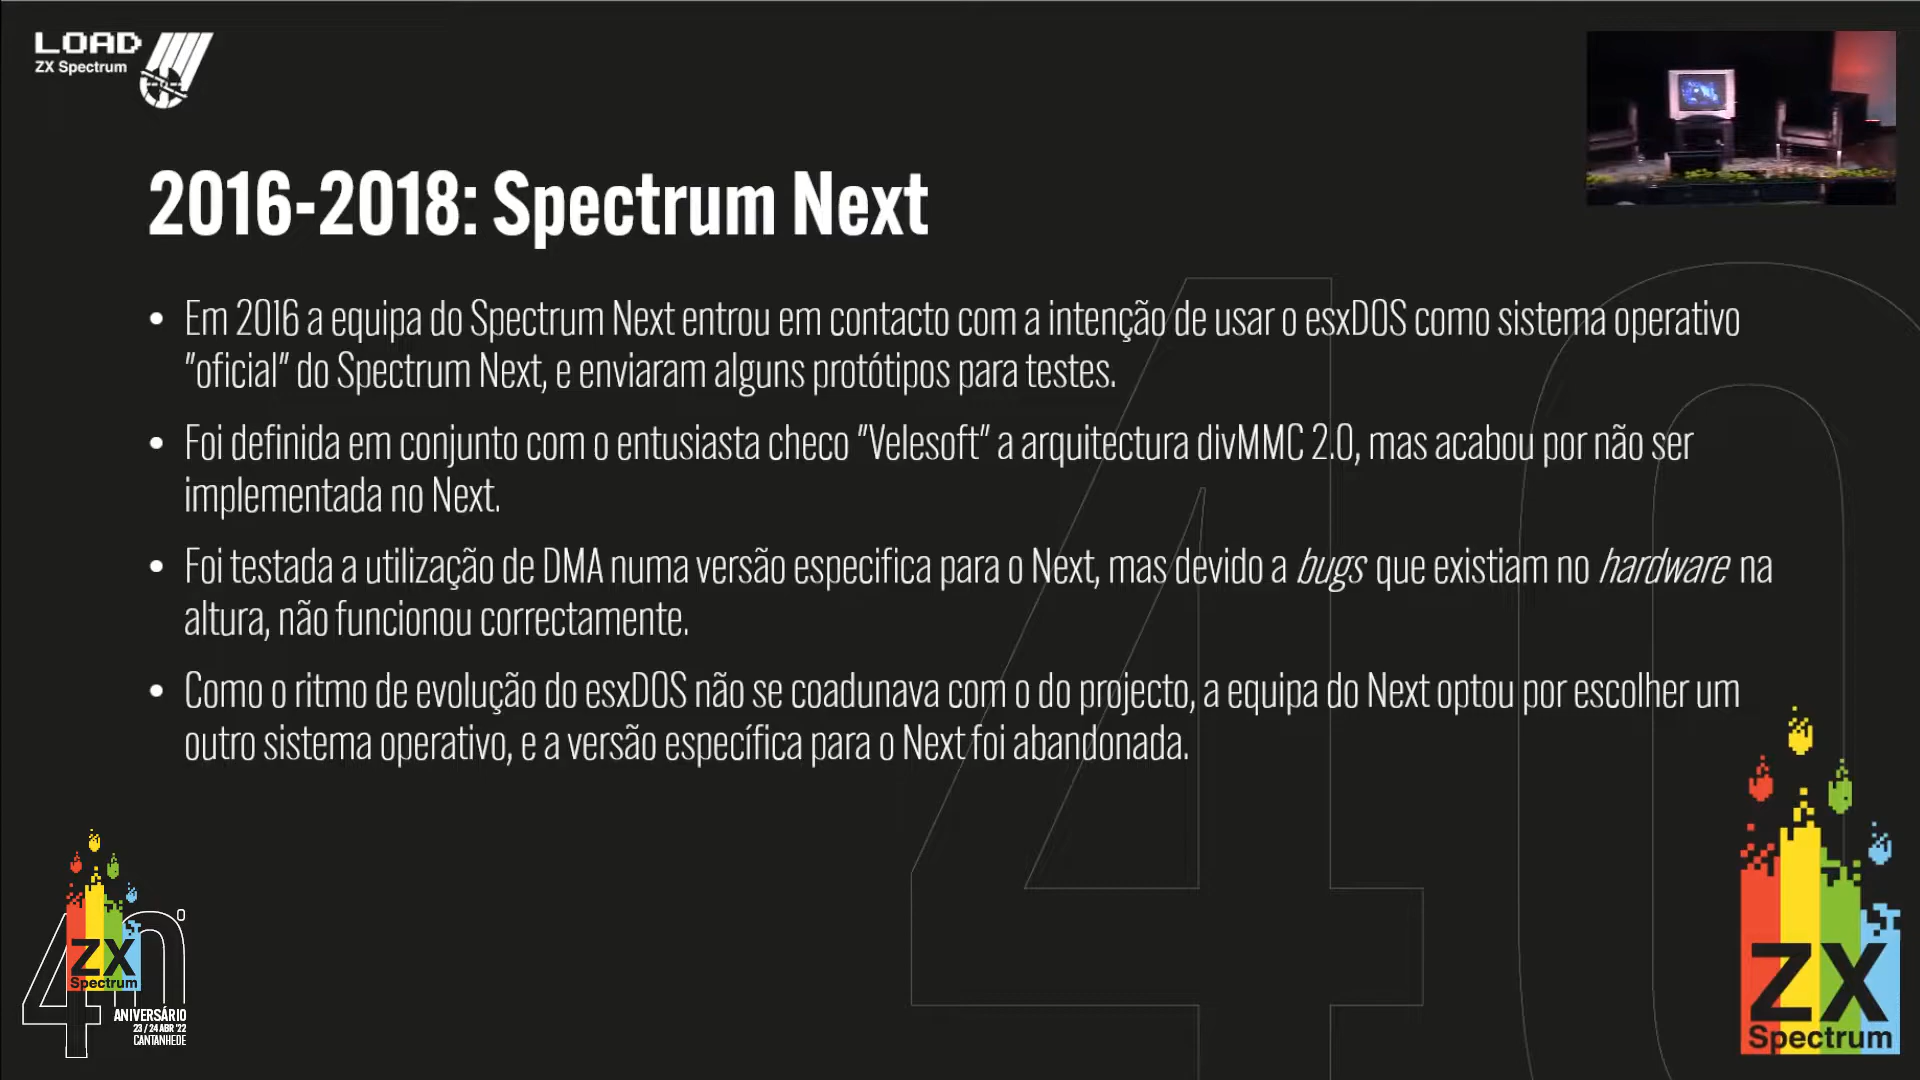 LOAD
ZX Spectrum
2016-2018: Spectrum Next
• Em 2016 a equipa do Spectrum Next entrou em contacto com a intenção de usar o esxDOS como sistema operativo
"oficial" do Spectrum Next, e enviaram alguns protótipos para testes.
• Foi definida em conjunto com o entusiasta checo "Velesoft" a arquitectura divMMC 2.0, mas acabou por não ser
implementada no Next.
• Foi testada a utilização de DMA numa versão especifica para o Next, mas devido a bugs que existiam no hardware na
altura, não funcionou correctamente.
• Como o ritmo de evolução do esxDOS não se coadunava com o do projecto, a equipa do Next optou por escolher um
outro sistema operativo, e a versão específica para o Next foi abandonada.
40
40º
ZX
Spectrum
ANIVERSÁRIO
23 / 24 ABR '22
CANTANHEDE
ZX
Spectrum